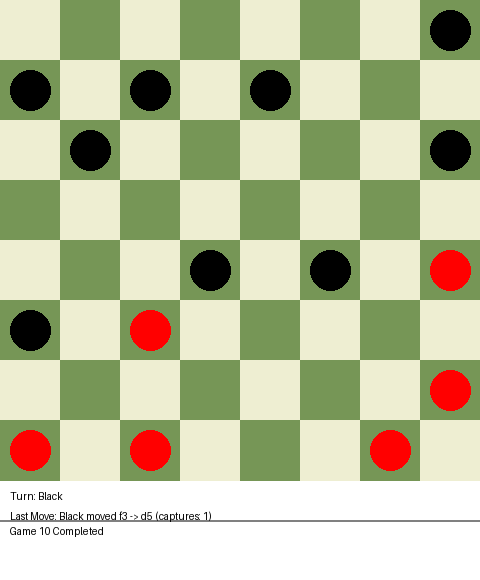 Turn: Black
Last Move: Black moved f3 -> d5 (captures: 1)
Game 10 Completed